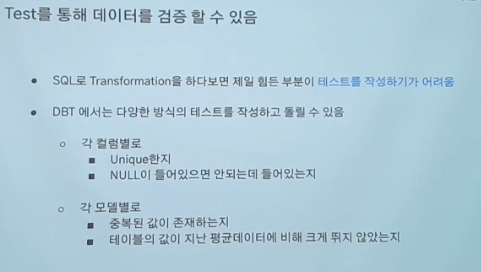 Test를 통해 데이터를 검증 할 수 있음
● SQL로 Transformation을 하다보면 제일 힘든 부분이 테스트를 작성하기가 어려움
● DBT 에서는 다양한 방식의 테스트를 작성하고 돌릴 수 있음
○ 각 컬럼별로
■ Unique한지
■ NULL이 들어있으면 안되는데 들어있는지
○ 각 모델별로
■ 중복된 값이 존재하는지
■ 테이블의 값이 지난 평균데이터에 비해 크게 뛰지 않았는지